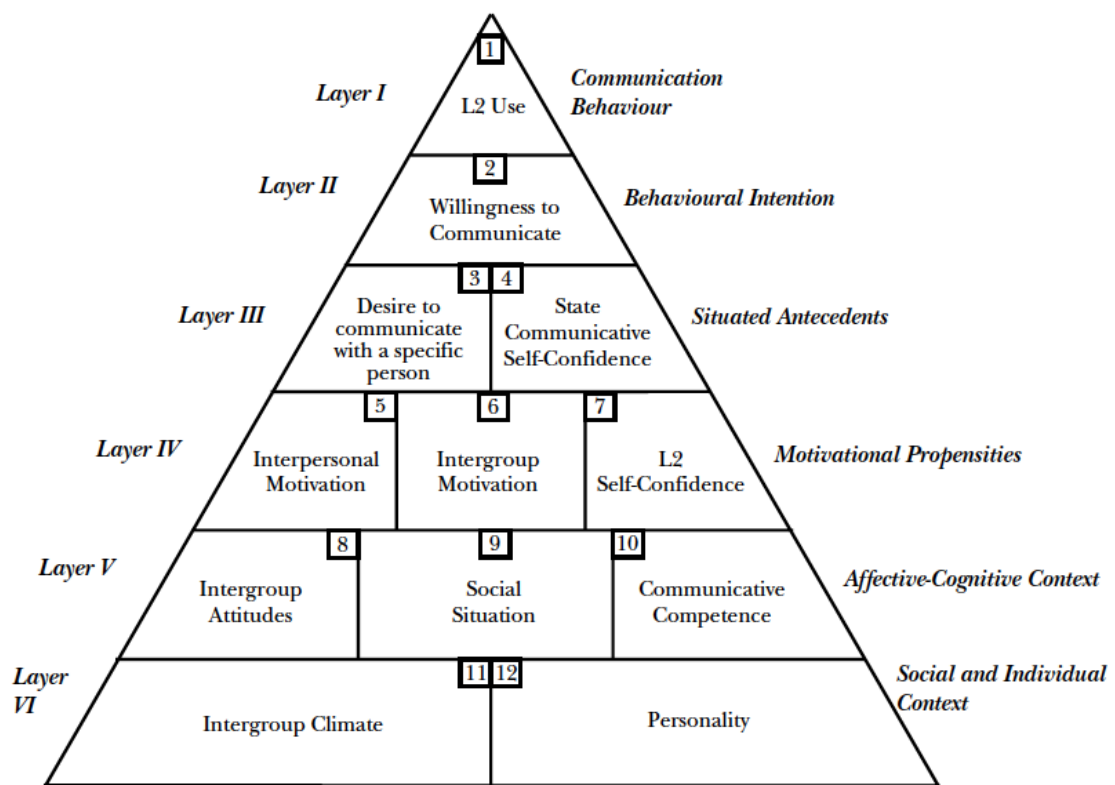 1
Layer I
L2 Use
Communication
Behaviour
2
Layer II
Willingness to
Communicate
Behavioural Intention
3 4
Layer III
Desire to
communicate
with a specific
person
State
Communicative
Self-Confidence
Situated Antecedents
5 6 7
Layer IV
Interpersonal
Motivation
Intergroup
Motivation
L2
Self-Confidence
Motivational Propensities
8 9 10
Layer V
Intergroup
Attitudes
Social
Situation
Communicative
Competence
Affective-Cognitive Context
11 12
Layer
VI
Intergroup Climate
Personality
Social and Individual
Context